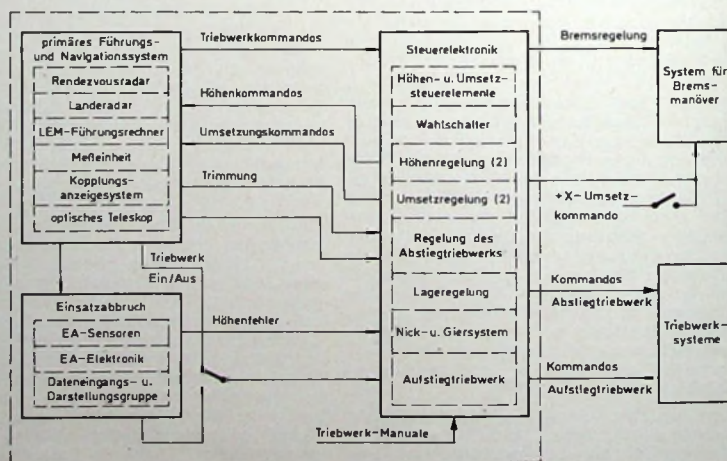 primäres Führungs-
und Navigationssystem
Rendezvousradar
Landeradar
LEM-Führungsrechner
Meßeinheit
Kopplungs-
anzeigesystem
optisches Teleskop
Triebwerkkommandos
Höhenkommandos
Umsetzungskommandos
Trimmung
Triebwerk
Ein/Aus
Einsatzabbruch
EA-Sensoren
EA-Elektronik
Dateneingangs- u.
Darstellungsgruppe
Höhenfehler
Triebwerk-Manuale
Steuerelektronik
Höhen- u. Umsetz-
steuerelemente
Wahlschalter
Höhenregelung (2)
Umsetzregelung (2)
Regelung des
Abstiegtriebwerks
Lageregelung
Nick- u. Giersystem
Aufstiegtriebwerk
Bremsregelung
System für
Brems-
manöver
+X-Umsetz-
kommando
Kommandos
Abstiegtriebwerk
Kommandos
Aufstiegtriebwerk
Triebwerk-
systeme